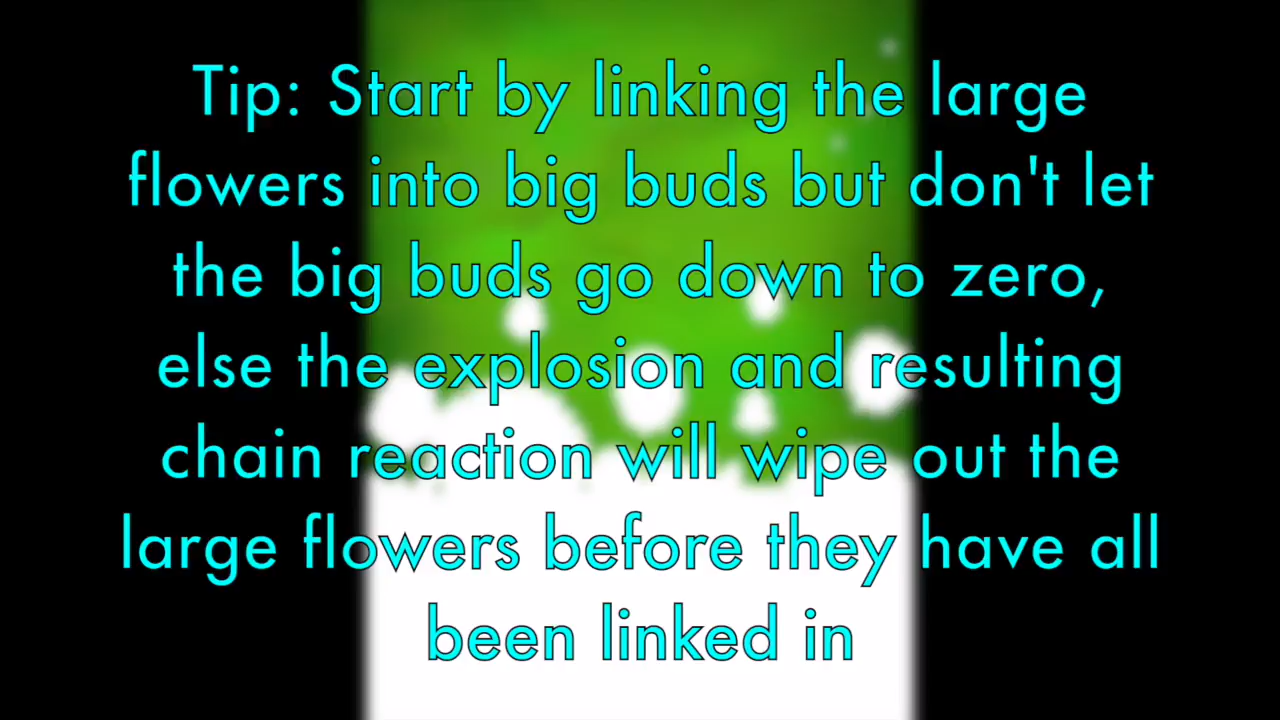 Tip: Start by linking the large
flowers into big buds but don't let
the big buds go down to zero,
else the explosion and resulting
chain reaction will wipe out the
large flowers before they have all
been linked in